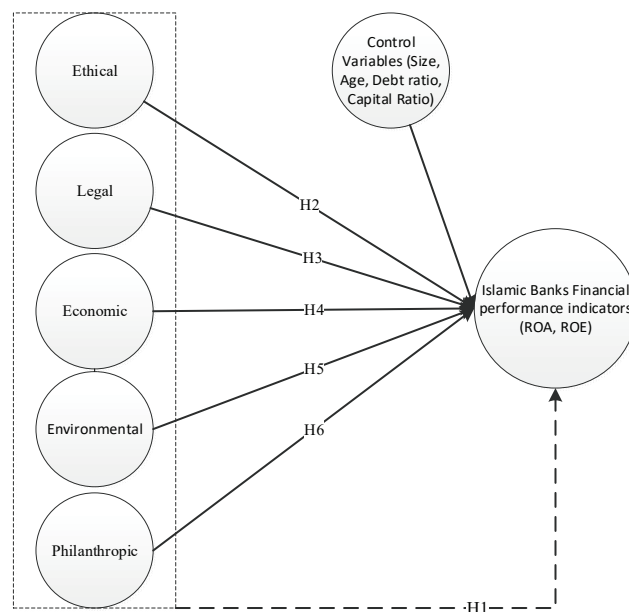 Ethical
Legal
Economic
Environmental
Philanthropic
Control
Variables (Size,
Age, Debt ratio,
Capital Ratio)
H2
H3
H4
H5
H6
Islamic Banks Financial
performance indicators
(ROA, ROE)
H1